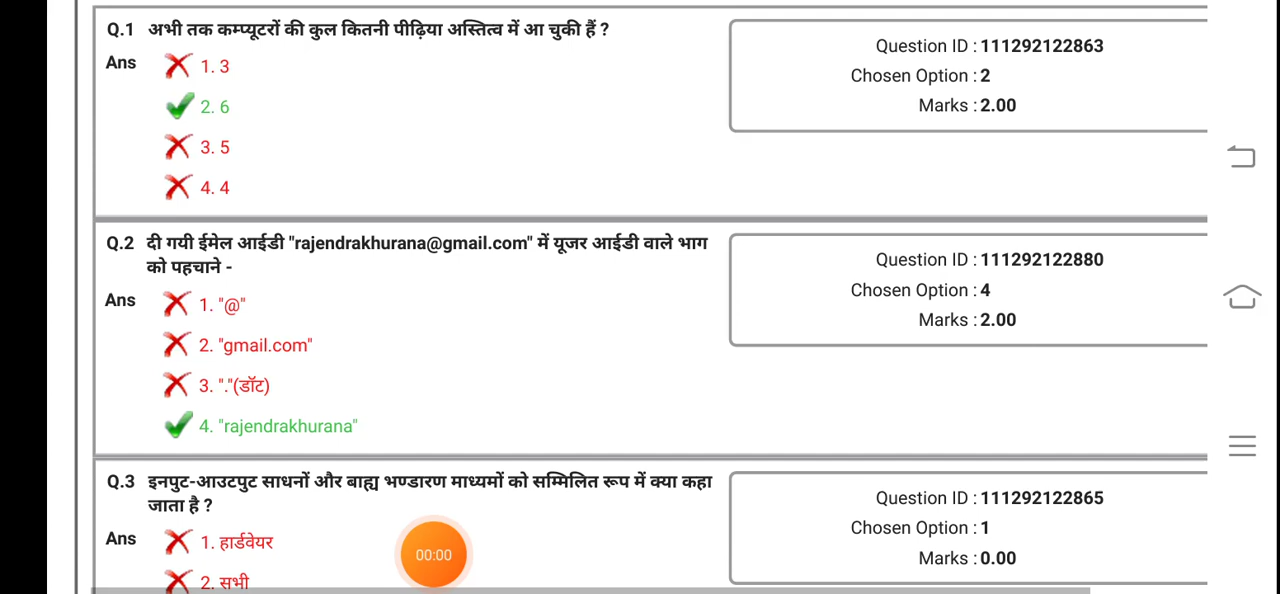 Q.1 अभी तक कम्प्यूटरों की कुल कितनी पीढ़िया अस्तित्व में आ चुकी हैं ?
Question ID : 111292122863
Ans 1. 3
Chosen Option : 2
2. 6
Marks : 2.00
3. 5
4. 4
Q.2 दी गयी ईमेल आईडी "rajendrakhurana@gmail.com" में यूजर आईडी वाले भाग
को पहचाने -
Question ID : 111292122880
Ans 1. "@"
Chosen Option : 4
2. "gmail.com"
Marks : 2.00
3. "."(डॉट)
4. "rajendrakhurana"
Q.3 इनपुट-आउटपुट साधनों और बाह्य भण्डारण माध्यमों को सम्मिलित रूप में क्या कहा
जाता है ?
Question ID : 111292122865
Ans 1. हार्डवेयर
Chosen Option : 1
2. सभी
Marks : 0.00
00:00